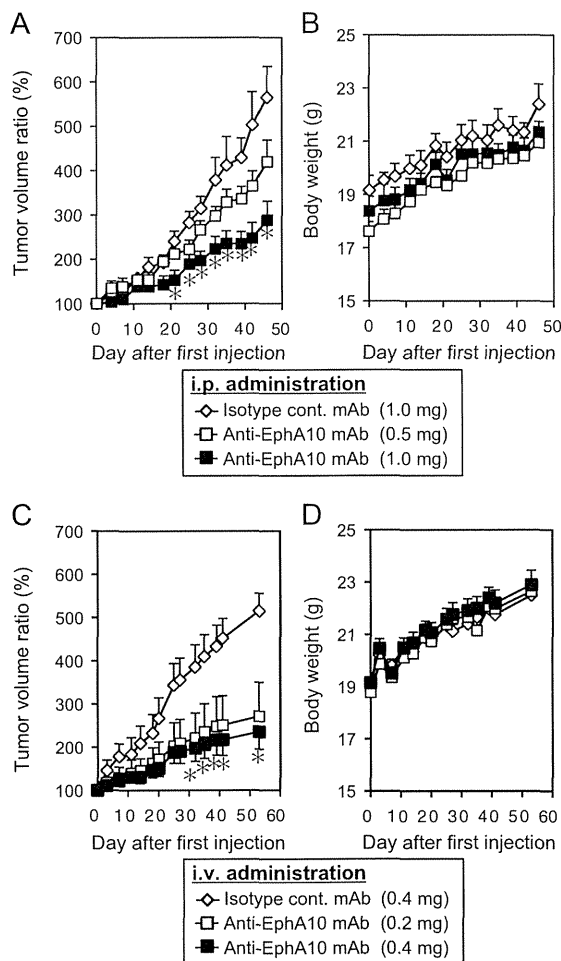 A
Tumor volume ratio (%)
700
600
500
400
300
200
100
0 10 20 30 40 50
Day after first injection
*******
B
Body weight (g)
25
23
21
19
17
15
0 10 20 30 40 50
Day after first injection
i.p. administration
Isotype cont. mAb (1.0 mg)
Anti-EphA10 mAb (0.5 mg)
Anti-EphA10 mAb (1.0 mg)
C
Tumor volume ratio (%)
700
600
500
400
300
200
100
0 10 20 30 40 50 60
Day after first injection
*****
D
Body weight (g)
25
23
21
19
17
15
0 10 20 30 40 50 60
Day after first injection
i.v. administration
Isotype cont. mAb (0.4 mg)
Anti-EphA10 mAb (0.2 mg)
Anti-EphA10 mAb (0.4 mg)